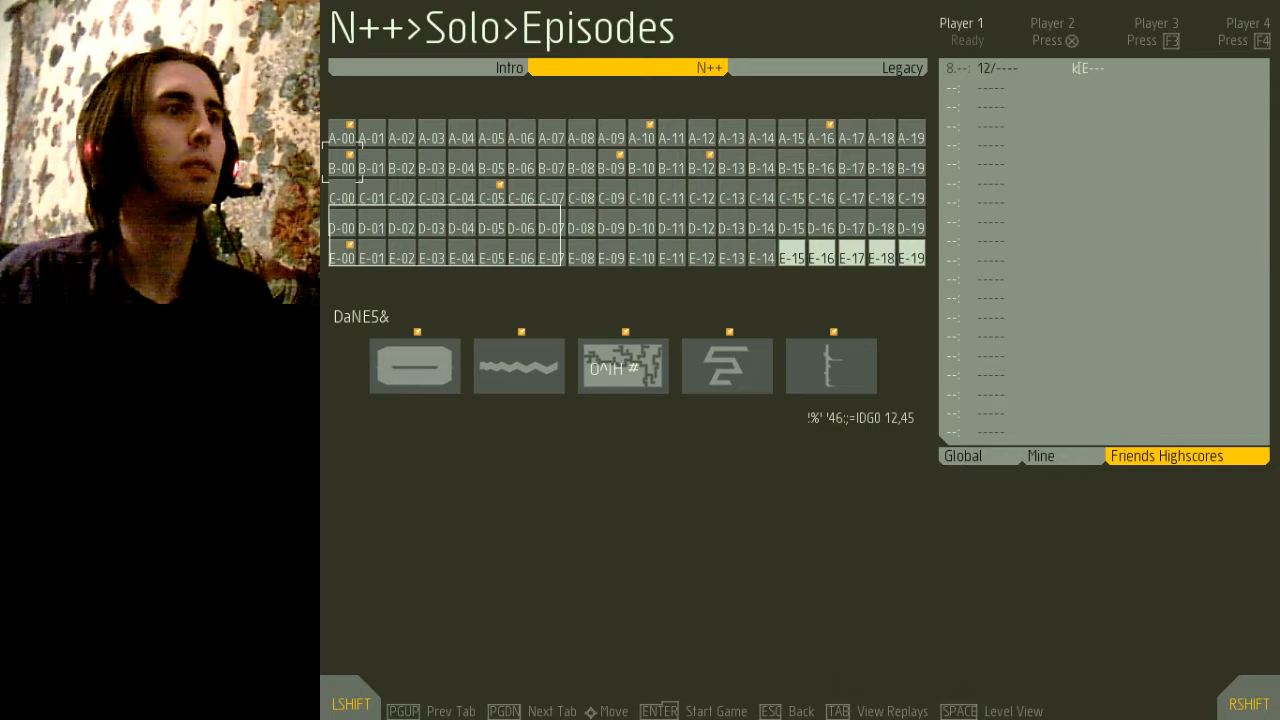 N++>Solo>Episodes
Player 1 Player 2 Player 3 Player 4
Ready Press Press F3 Press F4
Intro N++ Legacy
8.--: 12/---- k[E---
A-00 A-01 A-02 A-03 A-04 A-05 A-06 A-07 A-08 A-09 A-10 A-11 A-12 A-13 A-14 A-15 A-16 A-17 A-18 A-19
B-00 B-01 B-02 B-03 B-04 B-05 B-06 B-07 B-08 B-09 B-10 B-11 B-12 B-13 B-14 B-15 B-16 B-17 B-18 B-19
C-00 C-01 C-02 C-03 C-04 C-05 C-06 C-07 C-08 C-09 C-10 C-11 C-12 C-13 C-14 C-15 C-16 C-17 C-18 C-19
D-00 D-01 D-02 D-03 D-04 D-05 D-06 D-07 D-08 D-09 D-10 D-11 D-12 D-13 D-14 D-15 D-16 D-17 D-18 D-19
E-00 E-01 E-02 E-03 E-04 E-05 E-06 E-07 E-08 E-09 E-10 E-11 E-12 E-13 E-14 E-15 E-16 E-17 E-18 E-19
DaNE5&
O^IH #
!%' '46:;=IDG0 12,45
Global Mine Friends Highscores
LSHIFT PGUP Prev Tab PGDN Next Tab Move ENTER Start Game ESC Back TAB View Replays SPACE Level View RSHIFT